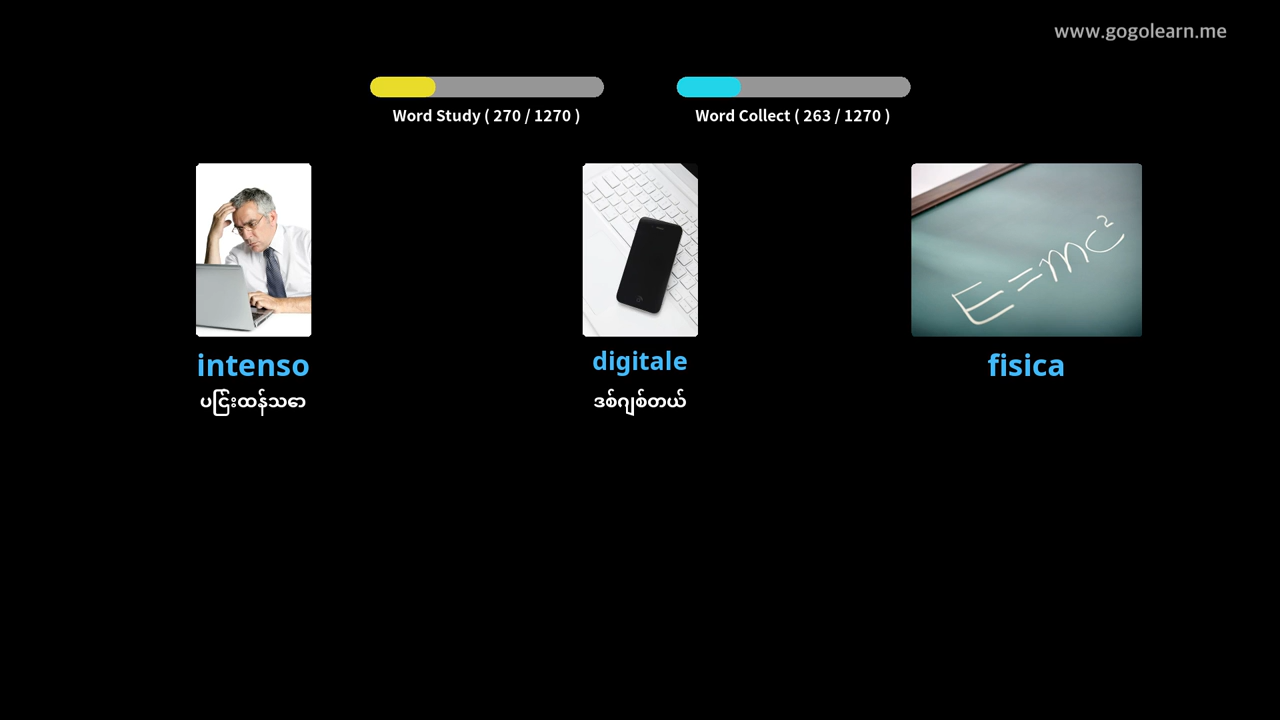 www.gogolearn.me
Word Study ( 270 / 1270 )
Word Collect ( 263 / 1270 )
E=mc²
intenso
digitale
fisica
ပြင်းထန်သော
ဒစ်ဂျစ်တယ်